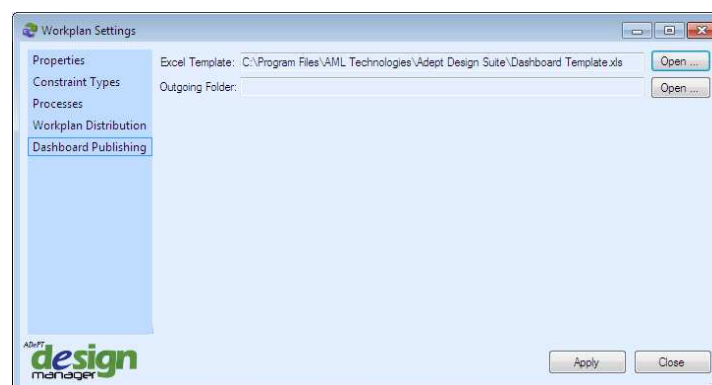 Workplan Settings
Properties
Constraint Types
Processes
Workplan Distribution
Dashboard Publishing
Excel Template: C:\Program Files\AML Technologies\Adept Design Suite\Dashboard Template.xls Open ...
Outgoing Folder: Open ...
ADePT
design
manager
Apply Close